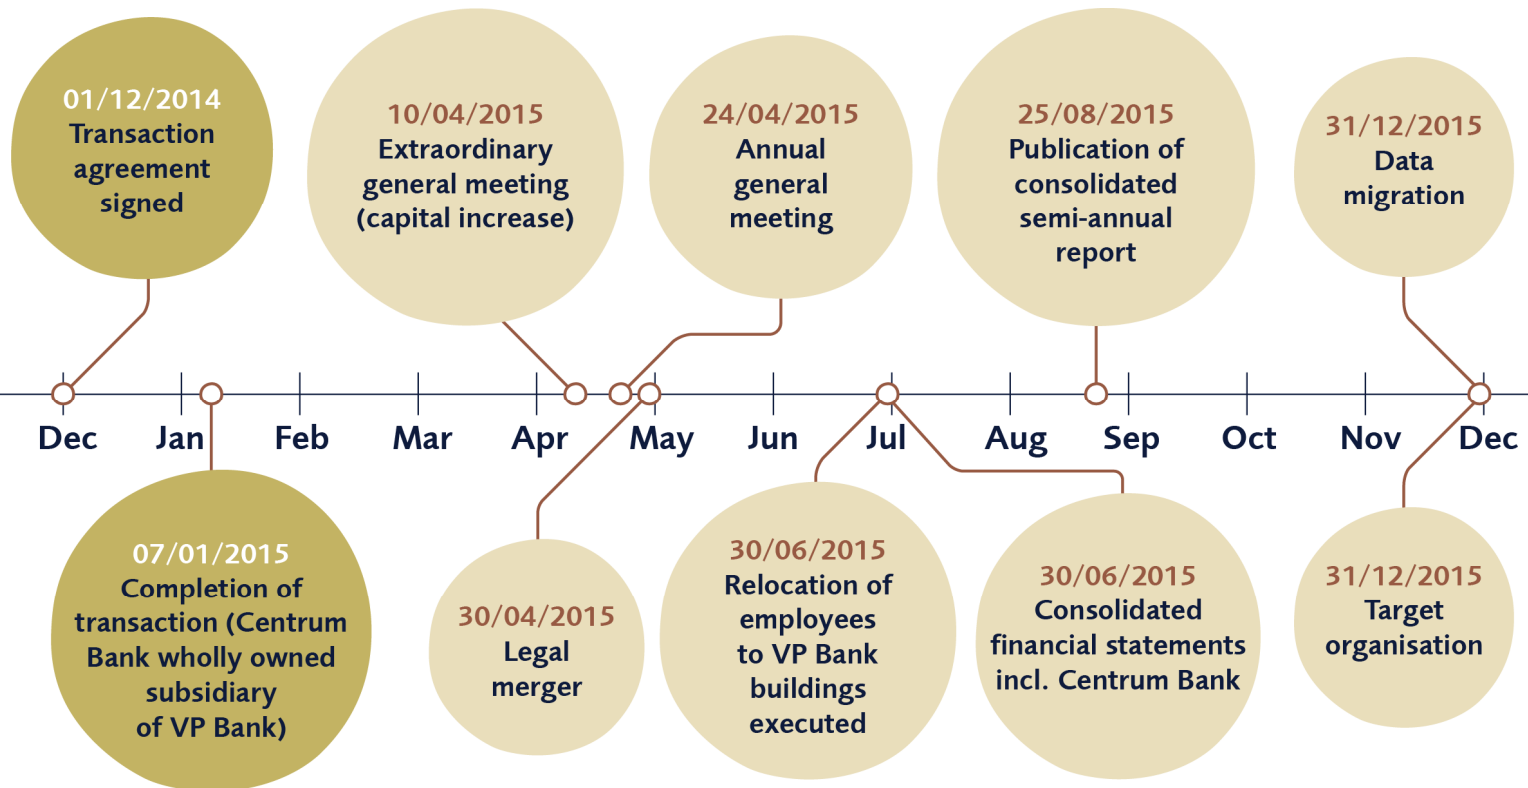 01/12/2014
Transaction
agreement
signed
10/04/2015
Extraordinary
general meeting
(capital increase)
24/04/2015
Annual
general
meeting
25/08/2015
Publication of
consolidated
semi-annual
report
31/12/2015
Data
migration
Dec Jan Feb Mar Apr May Jun Jul Aug Sep Oct Nov Dec
07/01/2015
Completion of
transaction (Centrum
Bank wholly owned
subsidiary
of VP Bank)
30/04/2015
Legal
merger
30/06/2015
Relocation of
employees
to VP Bank
buildings
executed
30/06/2015
Consolidated
financial statements
incl. Centrum Bank
31/12/2015
Target
organisation